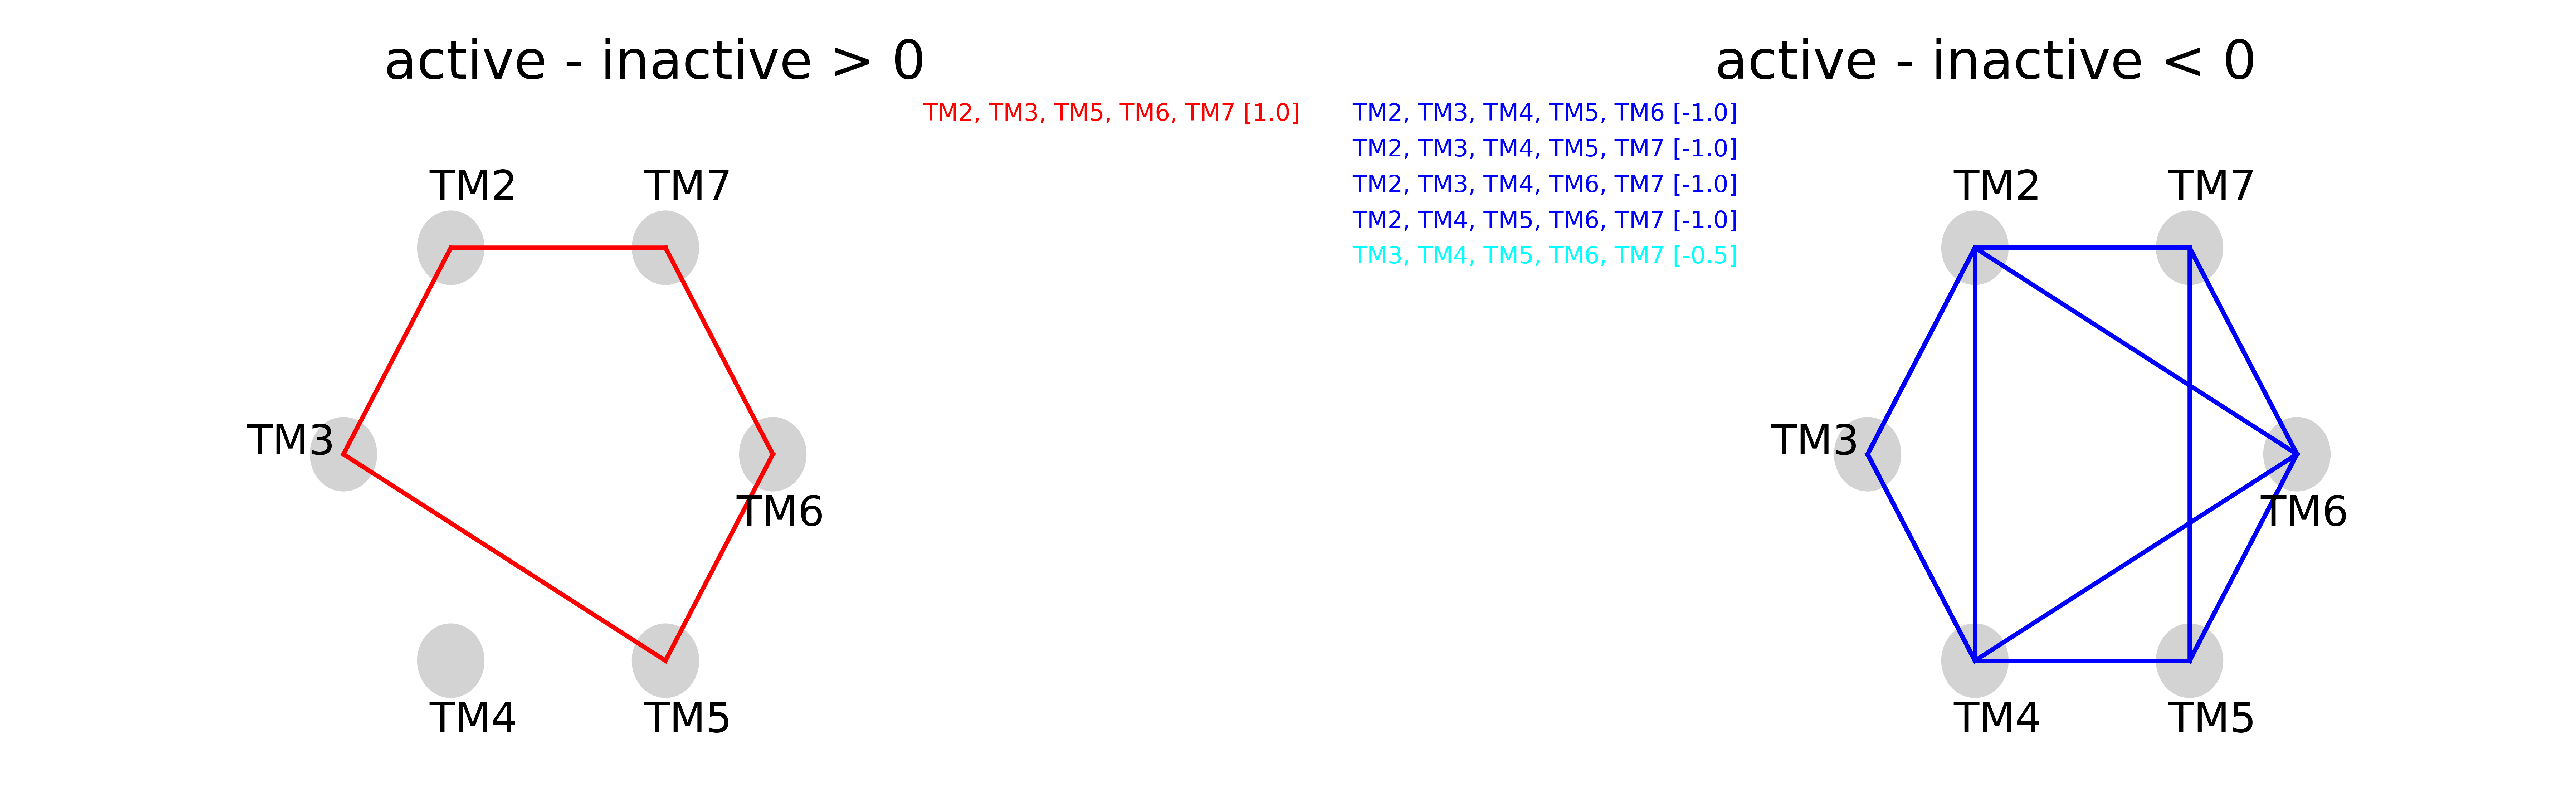 active - inactive > 0
TM2, TM3, TM5, TM6, TM7 [1.0]
TM2
TM7
TM3
TM6
TM4
TM5
active - inactive < 0
TM2, TM3, TM4, TM5, TM6 [-1.0]
TM2, TM3, TM4, TM5, TM7 [-1.0]
TM2, TM3, TM4, TM6, TM7 [-1.0]
TM2, TM4, TM5, TM6, TM7 [-1.0]
TM3, TM4, TM5, TM6, TM7 [-0.5]
TM2
TM7
TM3
TM6
TM4
TM5